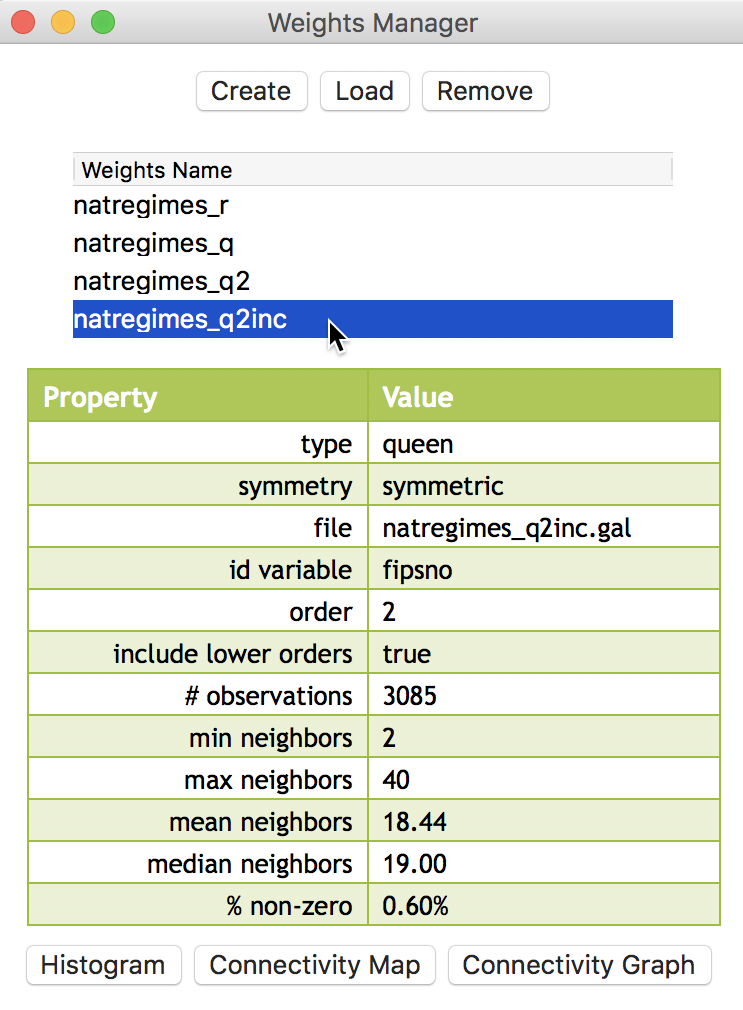 Weights Manager
Create Load Remove
Weights Name
natregimes_r
natregimes_q
natregimes_q2
natregimes_q2inc
Property Value
type queen
symmetry symmetric
file natregimes_q2inc.gal
id variable fipsno
order 2
include lower orders true
# observations 3085
min neighbors 2
max neighbors 40
mean neighbors 18.44
median neighbors 19.00
% non-zero 0.60%
Histogram Connectivity Map Connectivity Graph